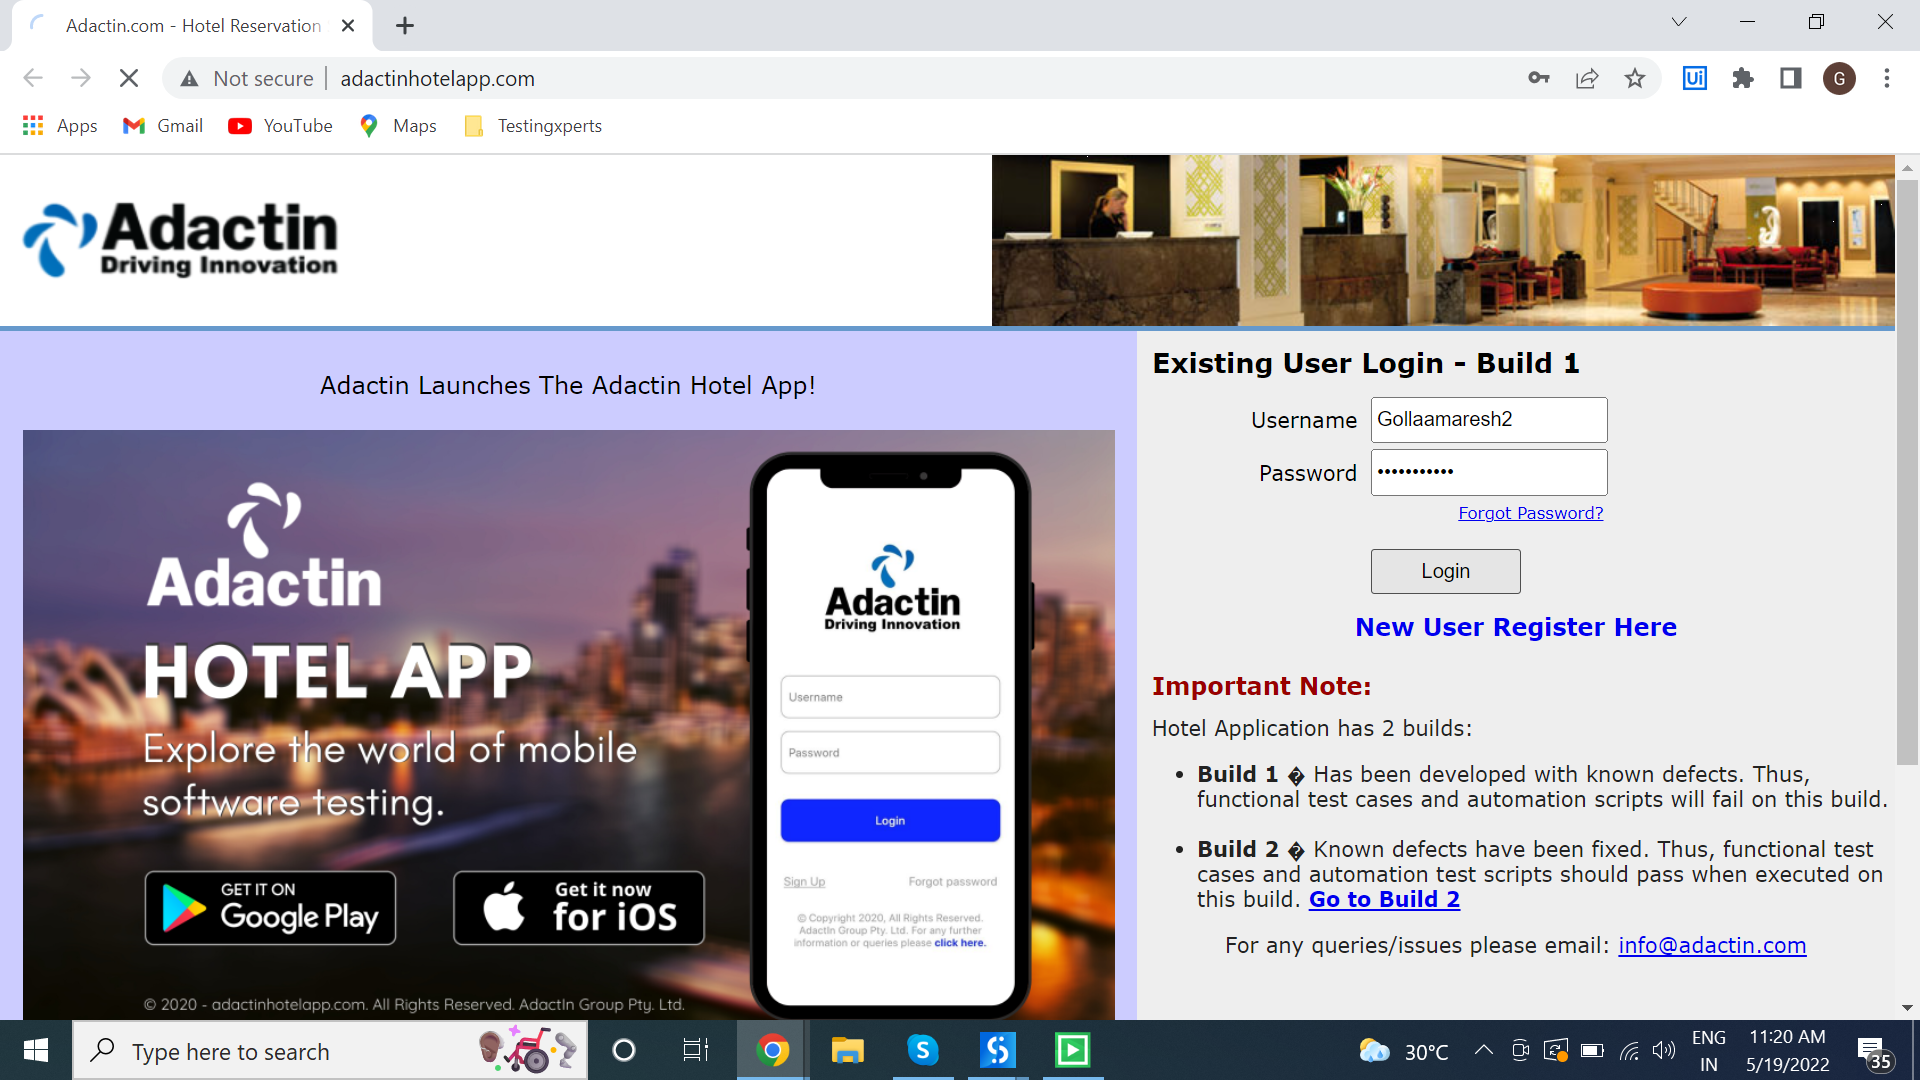 Adactin.com - Hotel Reservation
Not secure
adactinhotelapp.com
Ui
G
Apps
Gmail
YouTube
Maps
Testingxperts
Adactin
Driving Innovation
Adactin Launches The Adactin Hotel App!
Adactin
HOTEL APP
Explore the world of mobile
software testing.
GET IT ON
Google Play
Get it now
for iOS
© 2020 - adactinhotelapp.com. All Rights Reserved. AdactIn Group Pty. Ltd.
Adactin
Driving Innovation
Username
Password
Login
Sign Up
Forgot password
© Copyright 2020, All Rights Reserved.
AdactIn Group Pty. Ltd. For any further
information or queries please click here.
Existing User Login - Build 1
Username Gollaamaresh2
Password •••••••••••
Forgot Password?
Login
New User Register Here
Important Note:
Hotel Application has 2 builds:
• Build 1 � Has been developed with known defects. Thus,
functional test cases and automation scripts will fail on this build.
• Build 2 � Known defects have been fixed. Thus, functional test
cases and automation test scripts should pass when executed on
this build. Go to Build 2
For any queries/issues please email: info@adactin.com
Type here to search
30°C
ENG
IN
11:20 AM
5/19/2022
35